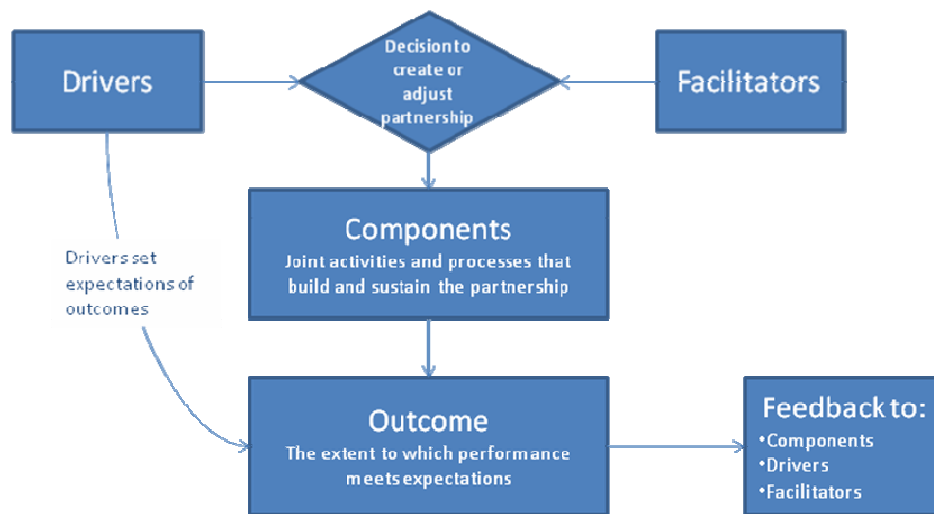 Drivers
Decision to
create or
adjust
partnership
Facilitators
Components
Joint activities and processes that
build and sustain the partnership
Drivers set
expectations of
outcomes
Outcome
The extent to which performance
meets expectations
Feedback to:
•Components
•Drivers
•Facilitators